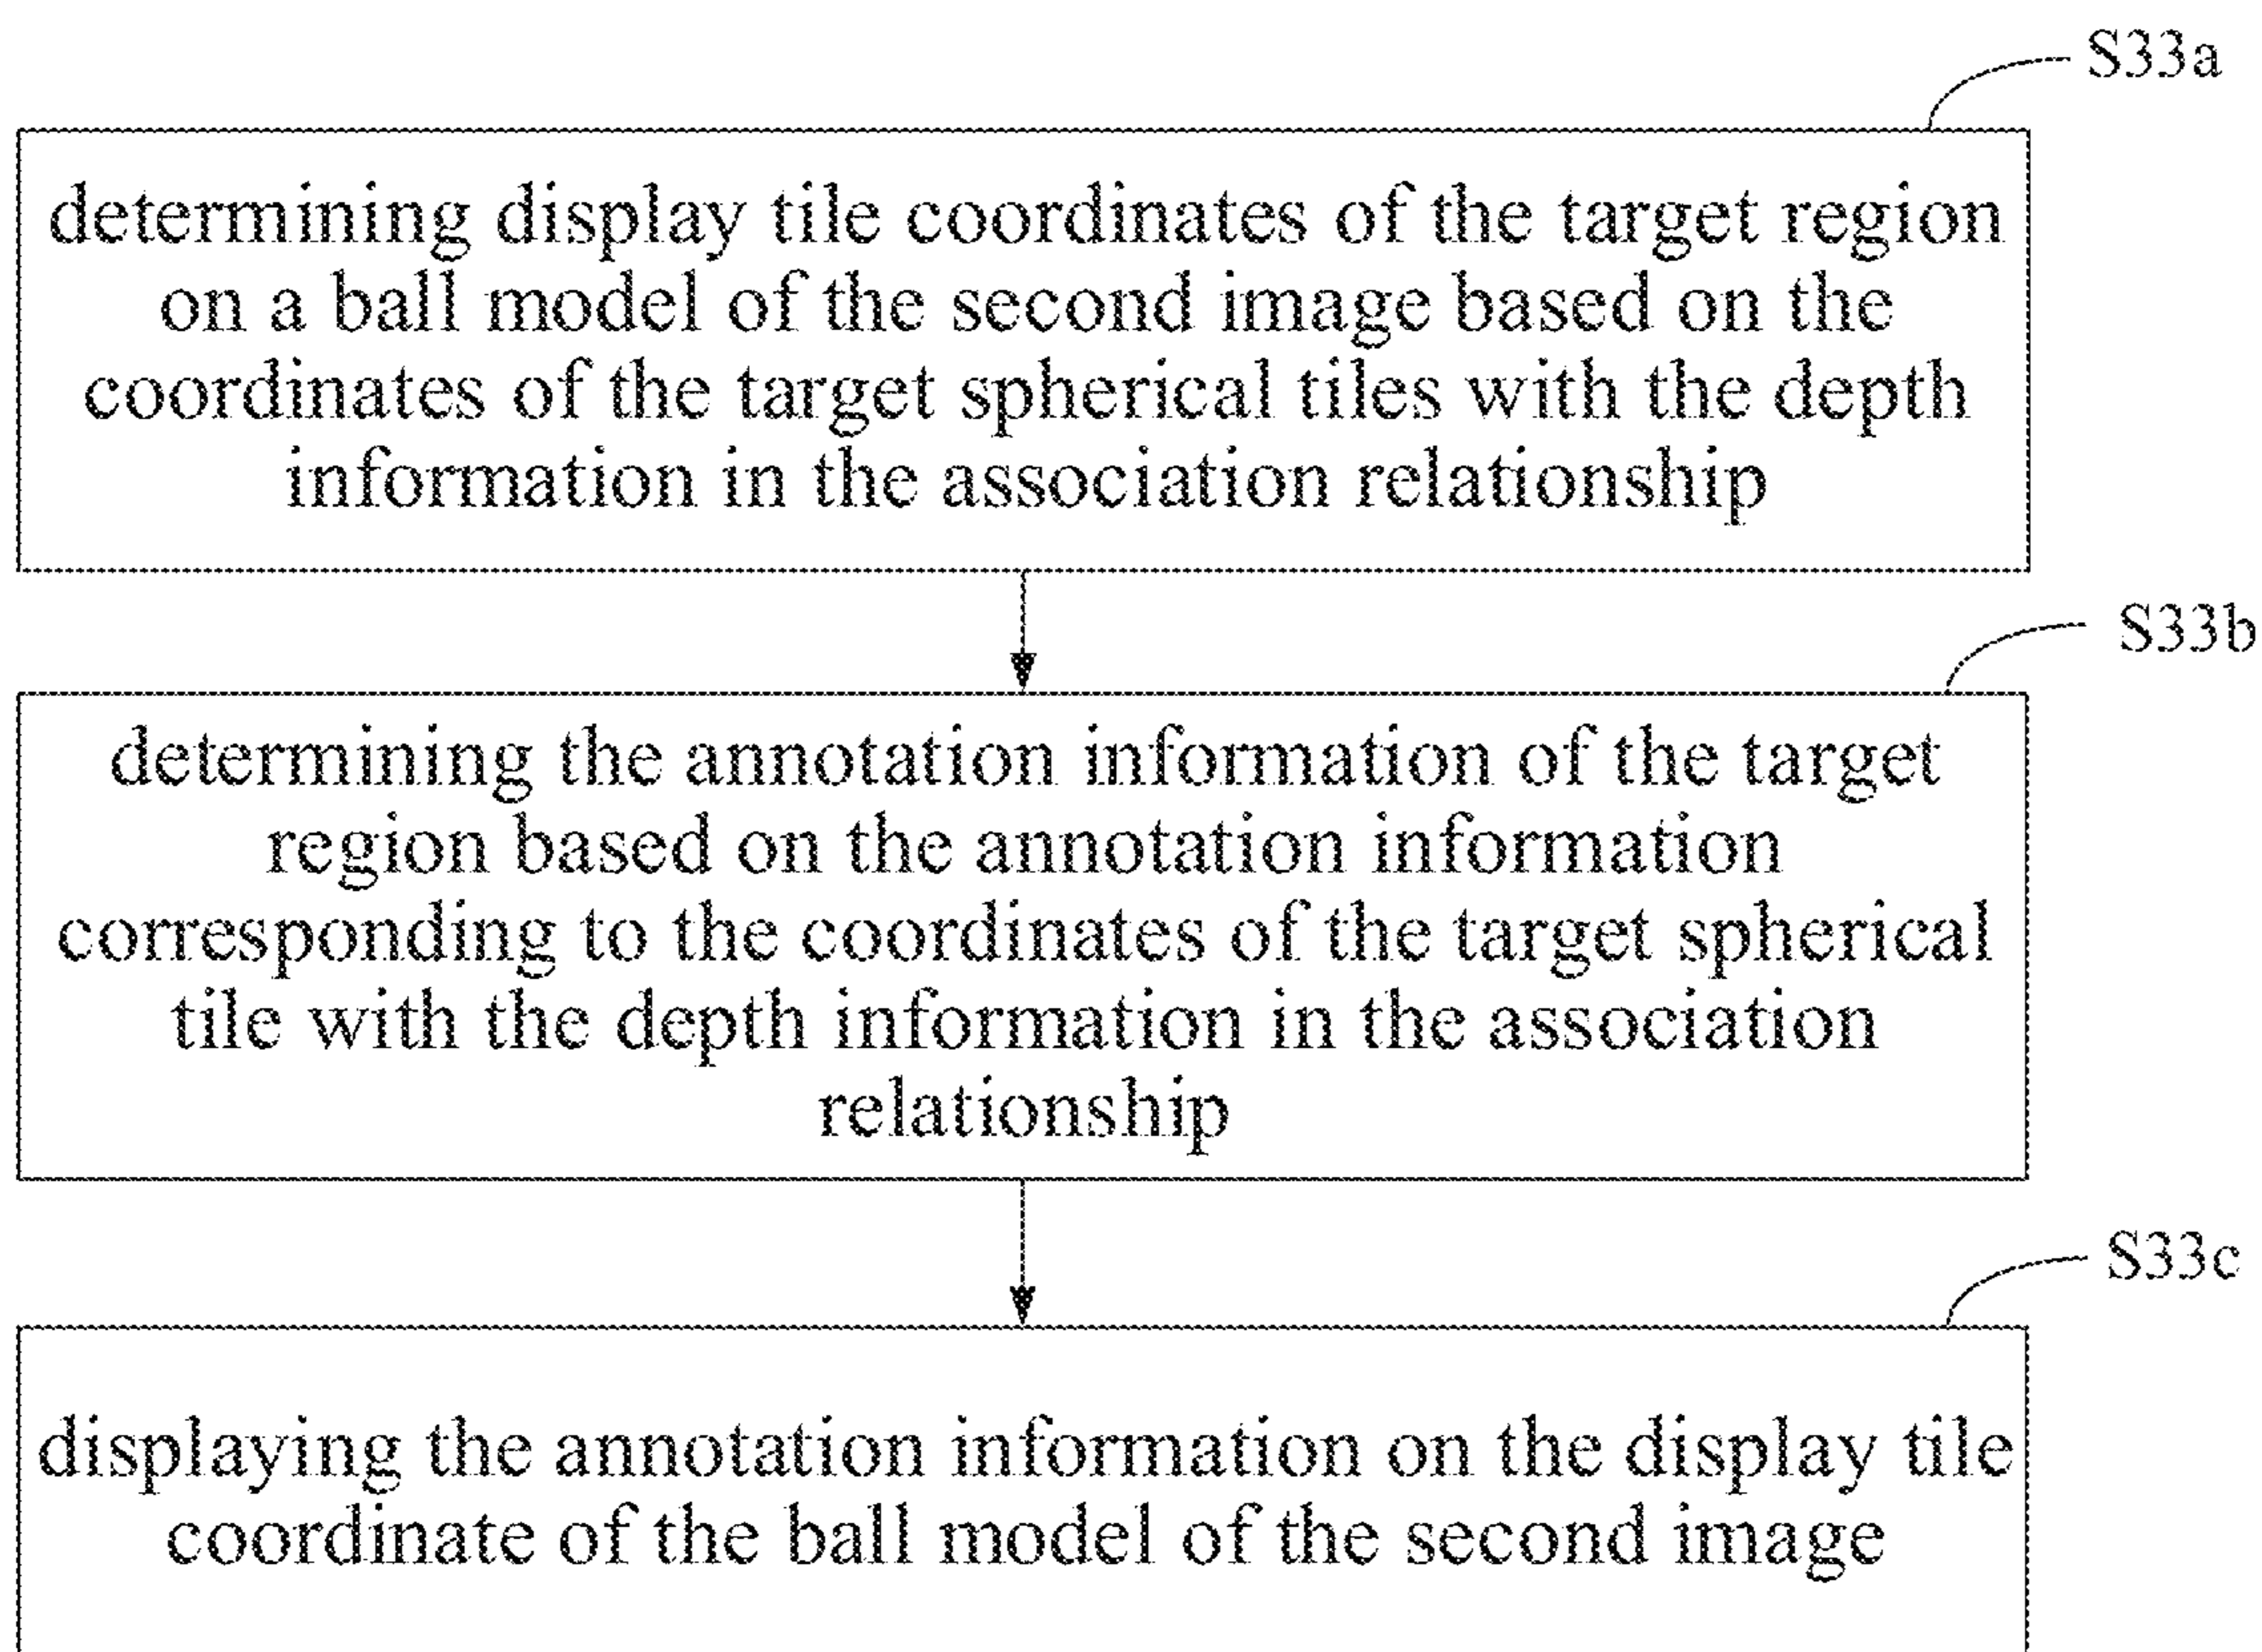 S33a
determining display tile coordinates of the target region
on a ball model of the second image based on the
coordinates of the target spherical tiles with the depth
information in the association relationship
S33b
determining the annotation information of the target
region based on the annotation information
corresponding to the coordinates of the target spherical
tile with the depth information in the association
relationship
S33c
displaying the annotation information on the display tile
coordinate of the ball model of the second image